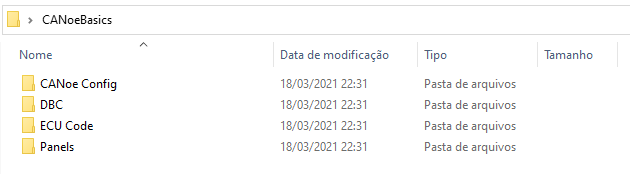 CANoeBasics
Nome Data de modificação Tipo Tamanho
CANoe Config 18/03/2021 22:31 Pasta de arquivos
DBC 18/03/2021 22:31 Pasta de arquivos
ECU Code 18/03/2021 22:31 Pasta de arquivos
Panels 18/03/2021 22:31 Pasta de arquivos